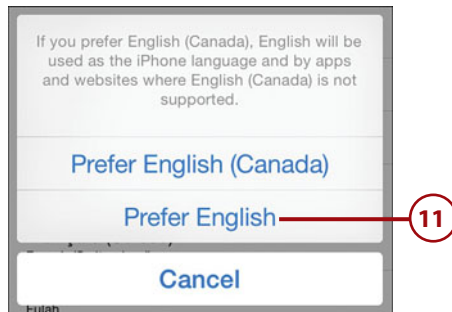 If you prefer English (Canada), English will be
used as the iPhone language and by apps
and websites where English (Canada) is not
supported.
Prefer English (Canada)
Prefer English
11
Cancel